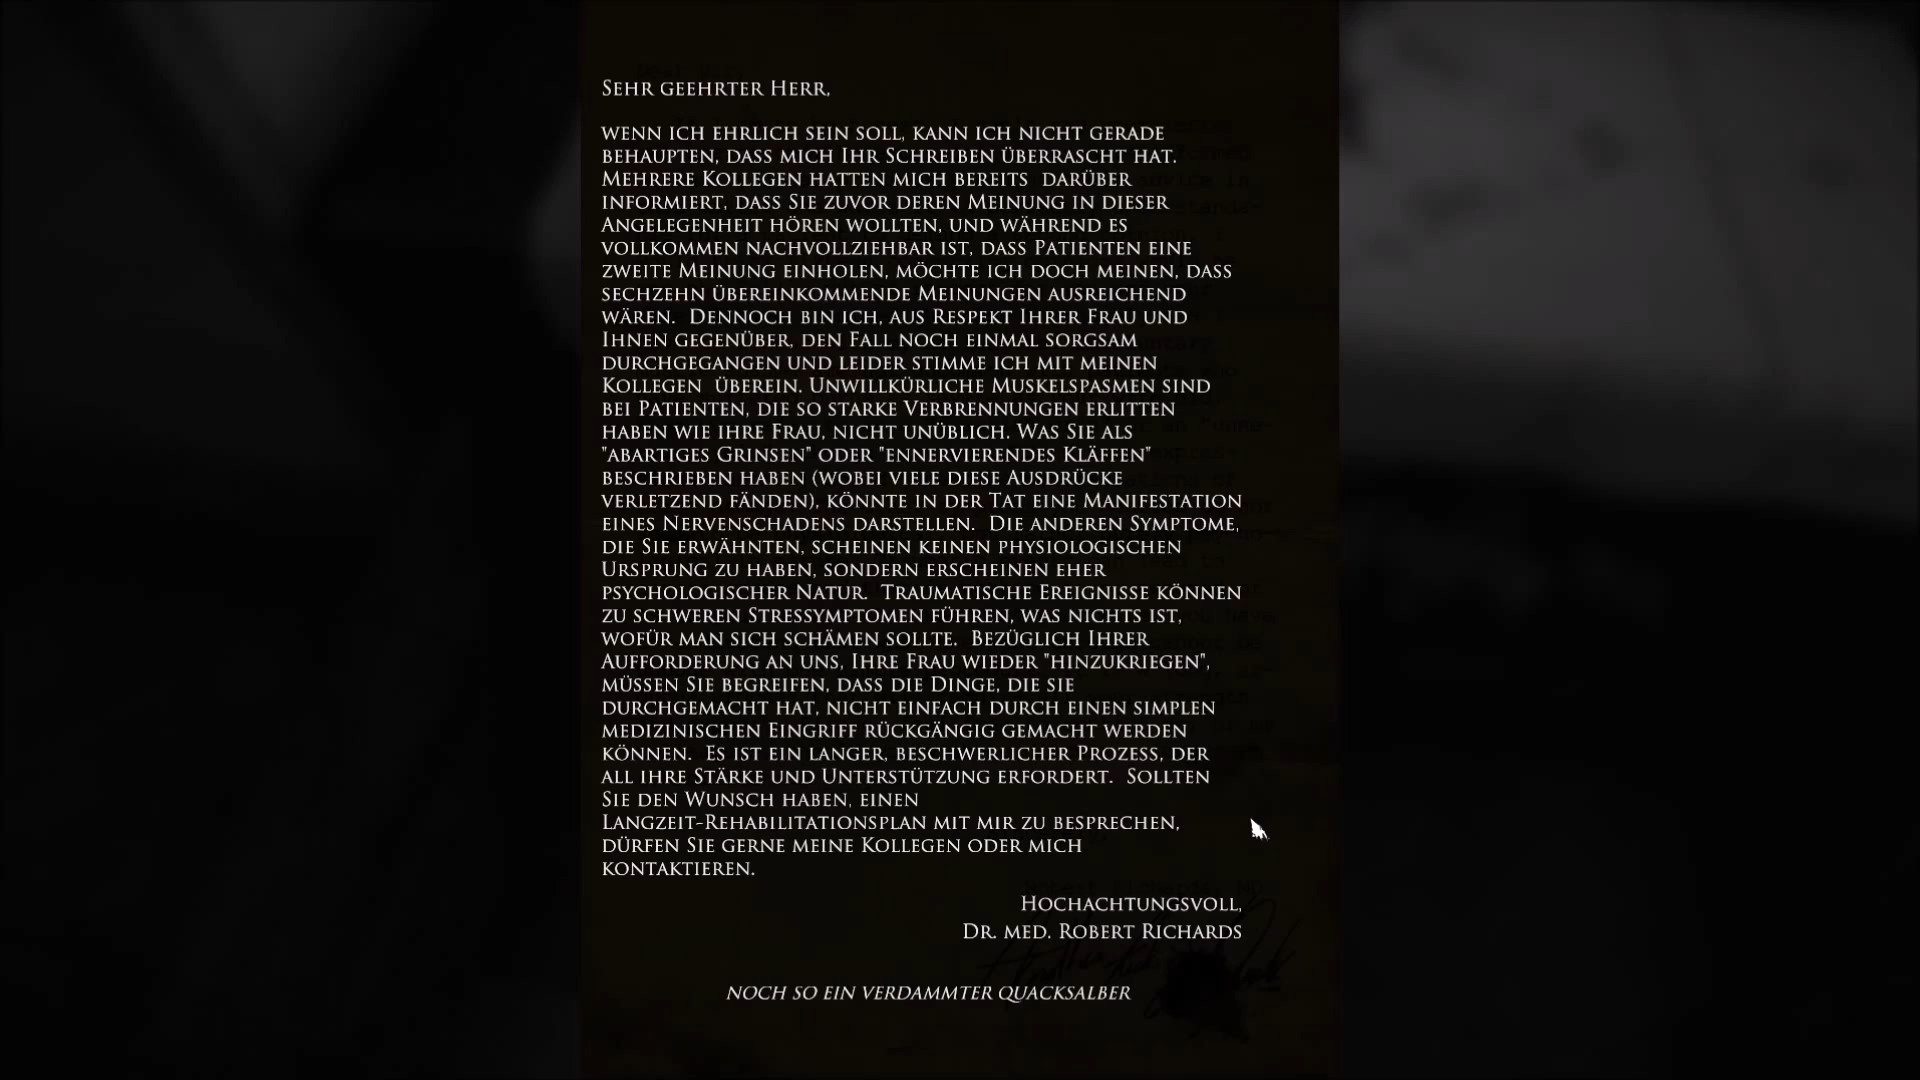 Sehr geehrter Herr,
wenn ich ehrlich sein soll, kann ich nicht gerade
behaupten, dass mich Ihr Schreiben überrascht hat.
Mehrere Kollegen hatten mich bereits  darüber
informiert, dass Sie zuvor deren Meinung in dieser
Angelegenheit hören wollten, und während es
vollkommen nachvollziehbar ist, dass Patienten eine
zweite Meinung einholen, möchte ich doch meinen, dass
sechzehn übereinkommende Meinungen ausreichend
wären.  Dennoch bin ich, aus Respekt Ihrer Frau und
Ihnen gegenüber, den Fall noch einmal sorgsam
durchgegangen und leider stimme ich mit meinen
Kollegen  überein. Unwillkürliche Muskelspasmen sind
bei Patienten, die so starke Verbrennungen erlitten
haben wie ihre Frau, nicht unüblich. Was Sie als
"abartiges Grinsen" oder "ennervierendes Kläffen"
beschrieben haben (wobei viele diese Ausdrücke
verletzend fänden), könnte in der Tat eine Manifestation
eines Nervenschadens darstellen.  Die anderen Symptome,
die Sie erwähnten, scheinen keinen physiologischen
Ursprung zu haben, sondern erscheinen eher
psychologischer Natur.  Traumatische Ereignisse können
zu schweren Stressymptomen führen, was nichts ist,
wofür man sich schämen sollte.  Bezüglich Ihrer
Aufforderung an uns, Ihre Frau wieder "hinzukriegen",
müssen Sie begreifen, dass die Dinge, die sie
durchgemacht hat, nicht einfach durch einen simplen
medizinischen Eingriff rückgängig gemacht werden
können.  Es ist ein langer, beschwerlicher Prozess, der
all ihre Stärke und Unterstützung erfordert.  Sollten
Sie den Wunsch haben, einen
Langzeit-Rehabilitationsplan mit mir zu besprechen,
dürfen Sie gerne meine Kollegen oder mich
kontaktieren.
Hochachtungsvoll,
Dr. med. Robert Richards
noch so ein verdammter Quacksalber